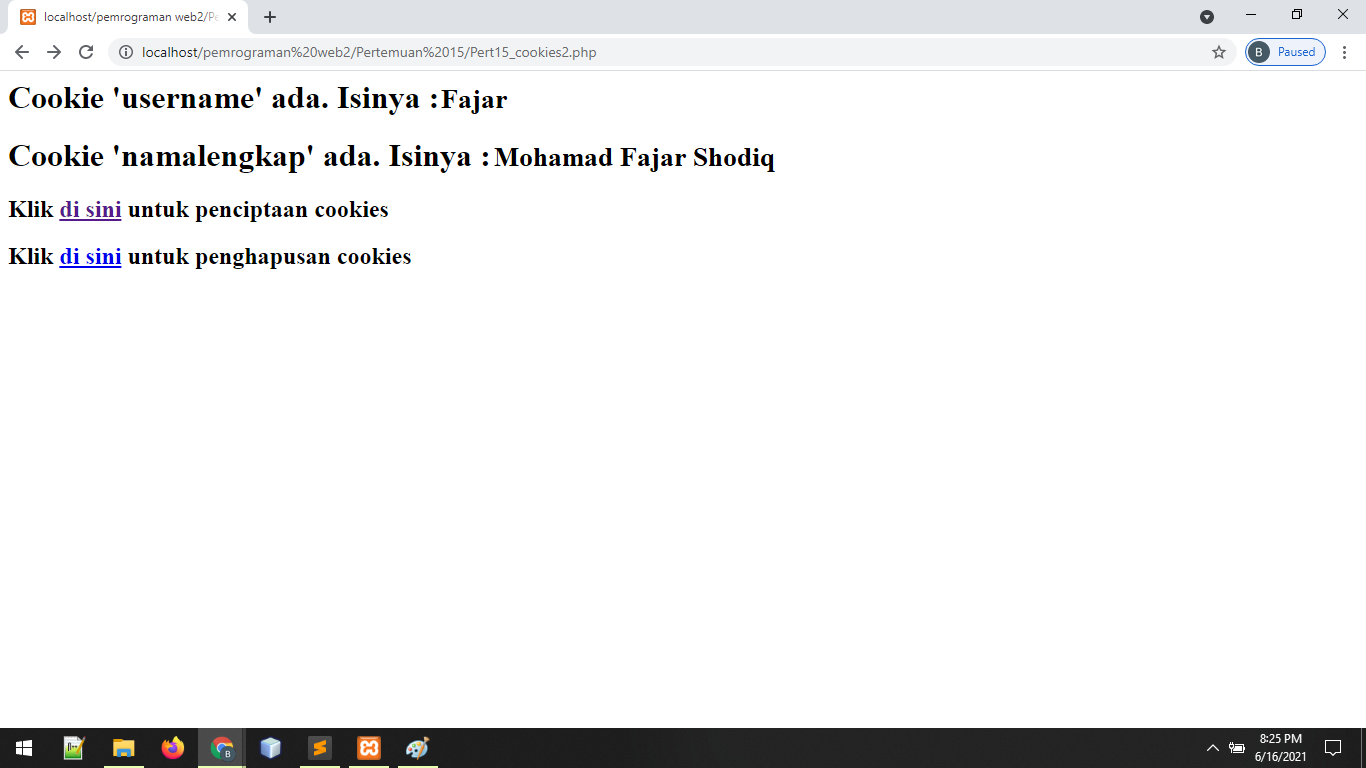 localhost/pemrograman web2/Pe
localhost/pemrograman%20web2/Pertemuan%2015/Pert15_cookies2.php
B Paused
Cookie 'username' ada. Isinya :Fajar
Cookie 'namalengkap' ada. Isinya :Mohamad Fajar Shodiq
Klik di sini untuk penciptaan cookies
Klik di sini untuk penghapusan cookies
B
8:25 PM
6/16/2021